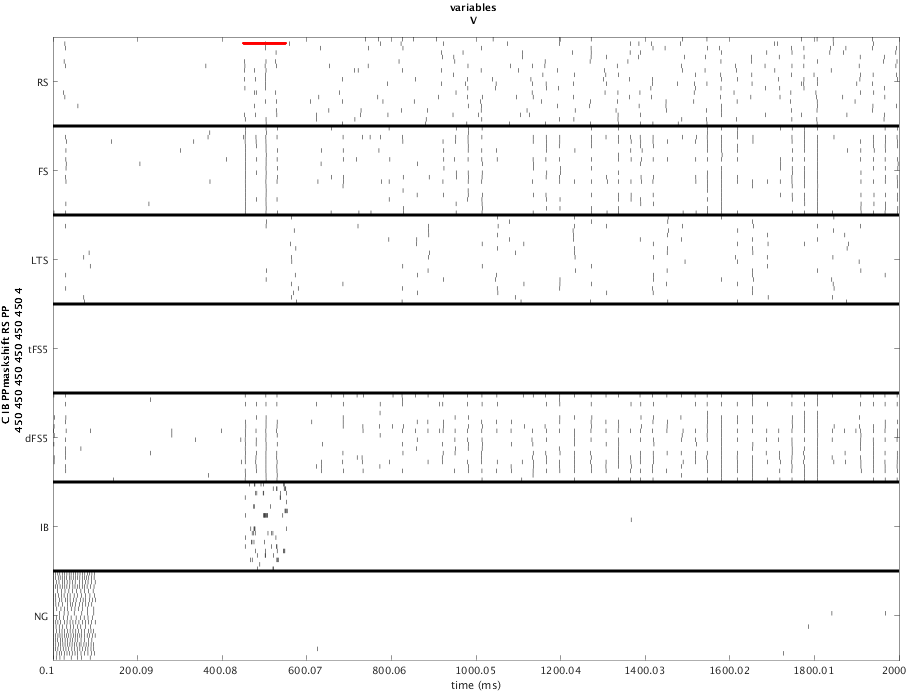 variables
V
RS
FS
LTS
tFS5
dFS5
IB
NG
C IB PPmaskshift RS PP
450 450 450 450 450 450 4
0.1 200.09 400.08 600.07 800.06 1000.05 1200.04 1400.03 1600.02 1800.01 2000
time (ms)